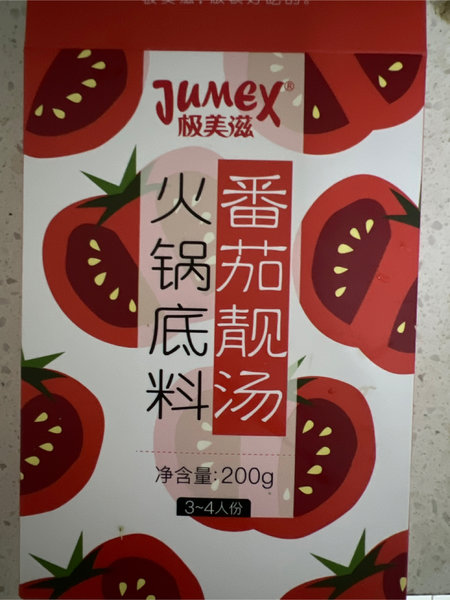 JUMEX®
极美滋
番茄靓汤
火锅底料
净含量:200g
3~4人份